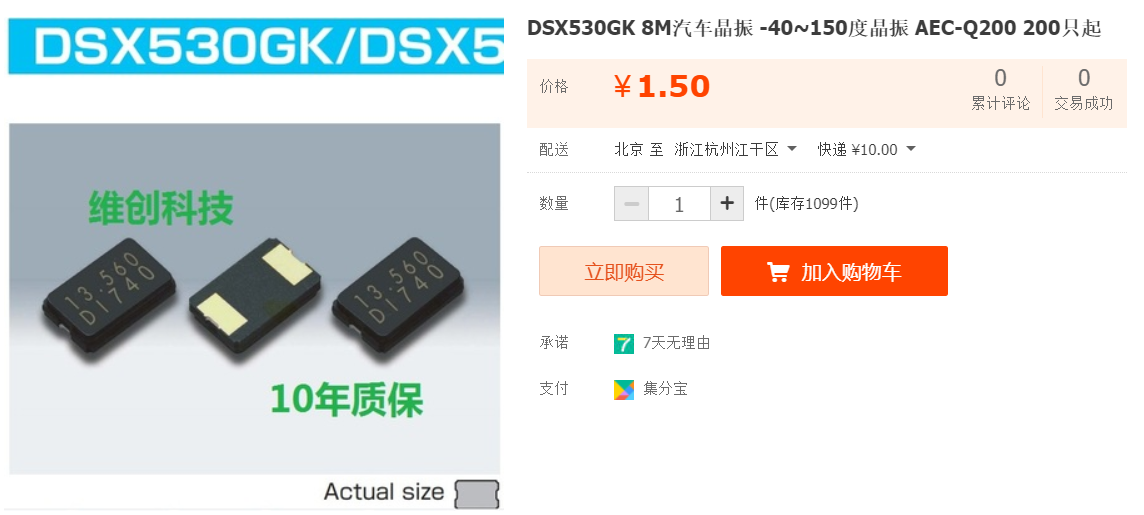 DSX530GK/DSX5
维创科技
13.560
D1740
13.560
D1740
10年质保
Actual size
DSX530GK 8M汽车晶振 -40~150度晶振 AEC-Q200 200只起
价格
¥1.50
0
累计评论
0
交易成功
配送
北京 至 浙江杭州江干区
快递 ¥10.00
数量
1
件(库存1099件)
立即购买
加入购物车
承诺
7
7天无理由
支付
集分宝